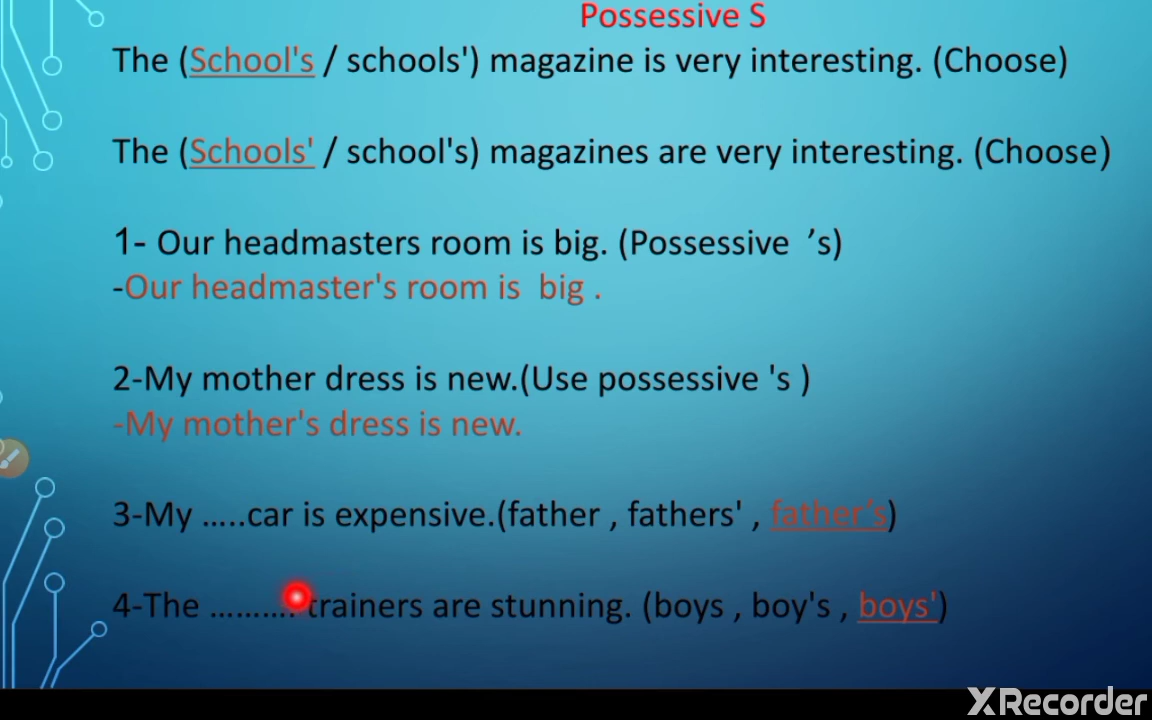 Possessive S
The (School's / schools') magazine is very interesting. (Choose)
The (Schools' / school's) magazines are very interesting. (Choose)
1- Our headmasters room is big. (Possessive ’s)
-Our headmaster's room is  big .
2-My mother dress is new.(Use possessive 's )
-My mother's dress is new.
3-My …..car is expensive.(father , fathers' , father’s)
4-The ………. trainers are stunning. (boys , boy's , boys')
XRecorder